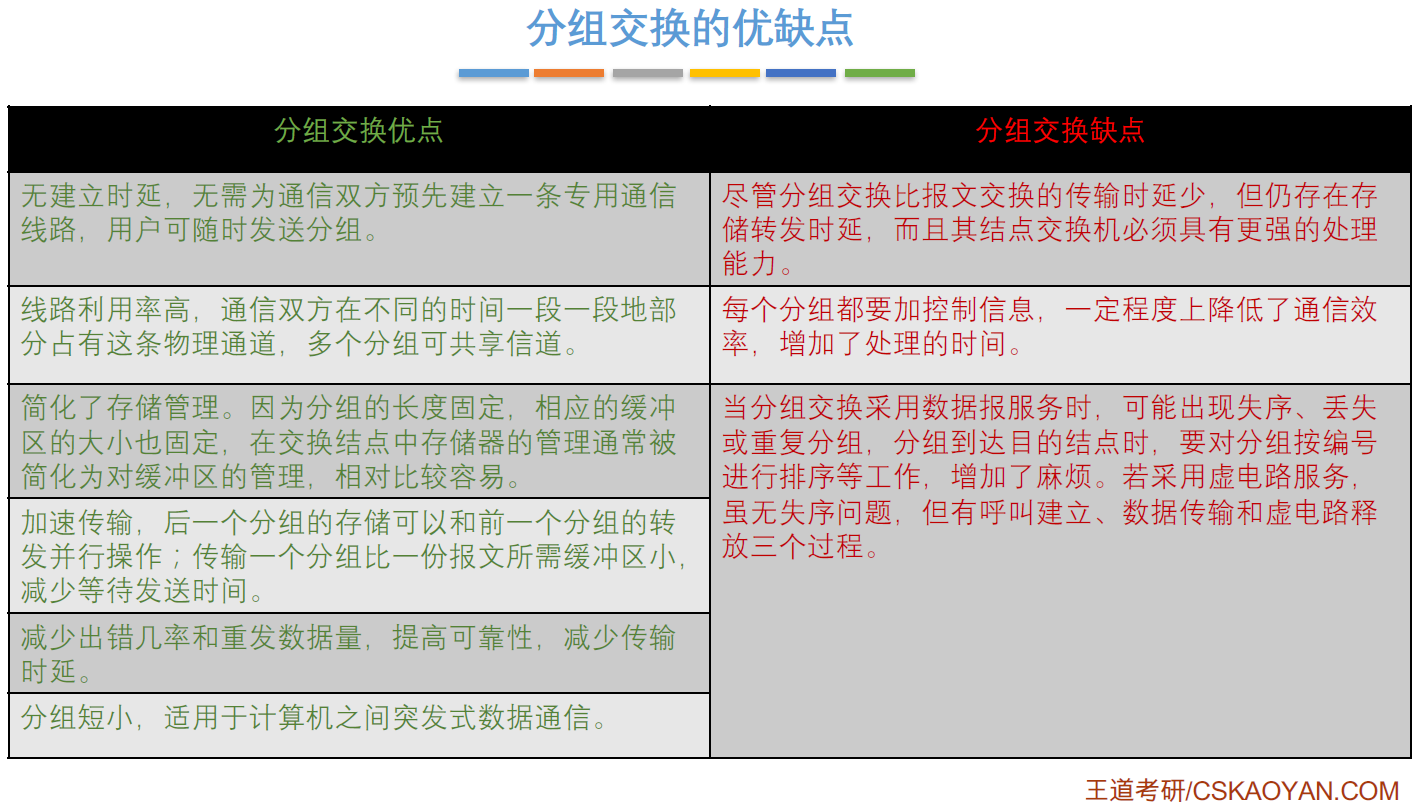 分组交换的优缺点
分组交换优点
分组交换缺点
无建立时延，无需为通信双方预先建立一条专用通信
线路，用户可随时发送分组。
尽管分组交换比报文交换的传输时延少，但仍存在存
储转发时延，而且其结点交换机必须具有更强的处理
能力。
线路利用率高，通信双方在不同的时间一段一段地部
分占有这条物理通道，多个分组可共享信道。
每个分组都要加控制信息，一定程度上降低了通信效
率，增加了处理的时间。
简化了存储管理。因为分组的长度固定，相应的缓冲
区的大小也固定，在交换结点中存储器的管理通常被
简化为对缓冲区的管理，相对比较容易。
当分组交换采用数据报服务时，可能出现失序、丢失
或重复分组，分组到达目的结点时，要对分组按编号
进行排序等工作，增加了麻烦。若采用虚电路服务，
虽无失序问题，但有呼叫建立、数据传输和虚电路释
放三个过程。
加速传输，后一个分组的存储可以和前一个分组的转
发并行操作；传输一个分组比一份报文所需缓冲区小，
减少等待发送时间。
减少出错几率和重发数据量，提高可靠性，减少传输
时延。
分组短小，适用于计算机之间突发式数据通信。
王道考研/CSKAOYAN.COM